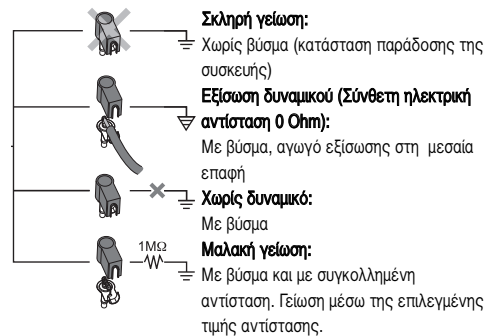 Σκληρή γείωση:
Χωρίς βύσμα (κατάσταση παράδοσης της
συσκευής)
Εξίσωση δυναμικού (Σύνθετη ηλεκτρική
αντίσταση 0 Ohm):
Με βύσμα, αγωγό εξίσωσης στη μεσαία
επαφή
Χωρίς δυναμικό:
Με βύσμα
Μαλακή γείωση:
1MΩ
Με βύσμα και με συγκολλημένη
αντίσταση. Γείωση μέσω της επιλεγμένης
τιμής αντίστασης.